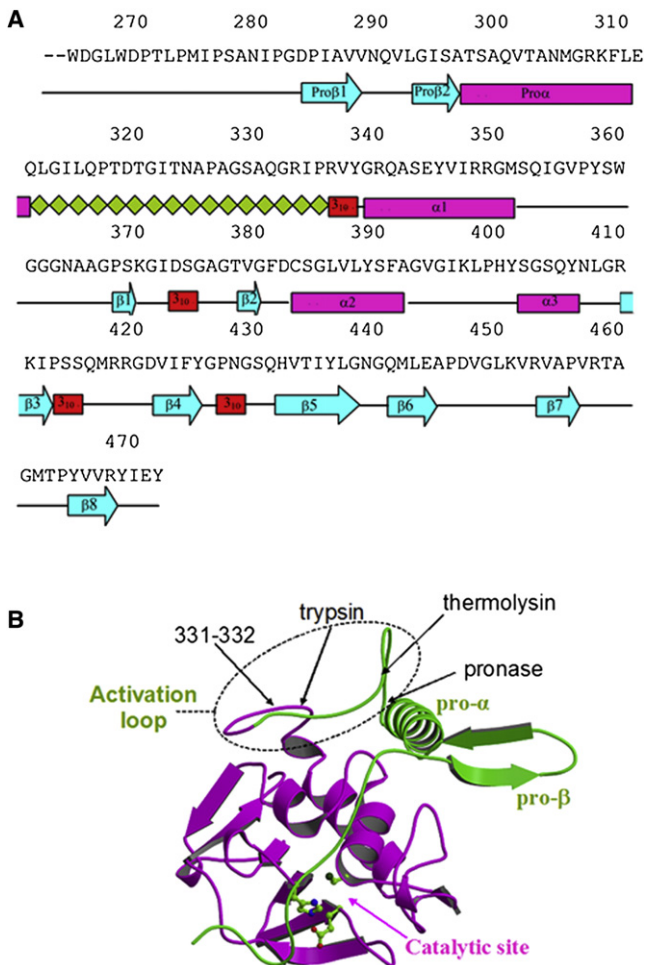 A
270 280 290 300 310
--WDGLWDPTLPMIPSANIPGDPIAVVNQVLGISATSAQVTANMGRKFLE
Proβ1 Proβ2 Proα
320 330 340 350 360
QLGILQPTDTGITNAPAGSAQGRIPRVYGRQASEYVIRRGMSQIGVPYSW
3₁₀ α1
370 380 390 400 410
GGGNAAGPSKGIDSGAGTVGFDCSGLVLYSFAGVGIKLPHYSGSQYNLGR
β1 3₁₀ β2 α2 α3
420 430 440 450 460
KIPSSQMRRGDVIFYGPNGSQHVTIYLGNGQMLEAPDVGLKVRVAPVRTA
β3 3₁₀ β4 3₁₀ β5 β6 β7
470
GMTPYVVRYIEY
β8
B
trypsin
thermolysin
331-332
pronase
Activation
loop
pro-α
pro-β
Catalytic site